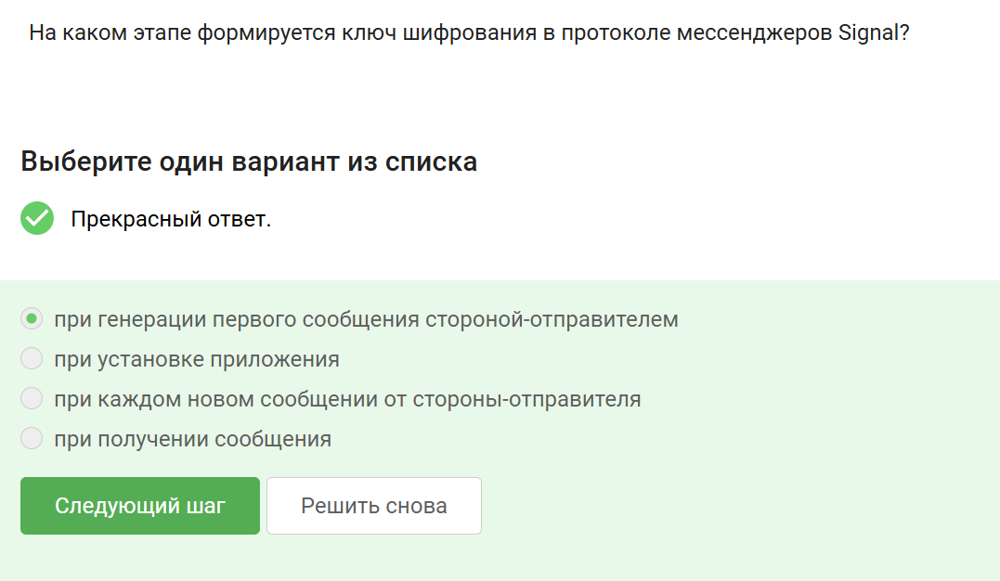 На каком этапе формируется ключ шифрования в протоколе мессенджеров Signal?
Выберите один вариант из списка
Прекрасный ответ.
при генерации первого сообщения стороной-отправителем
при установке приложения
при каждом новом сообщении от стороны-отправителя
при получении сообщения
Следующий шаг
Решить снова